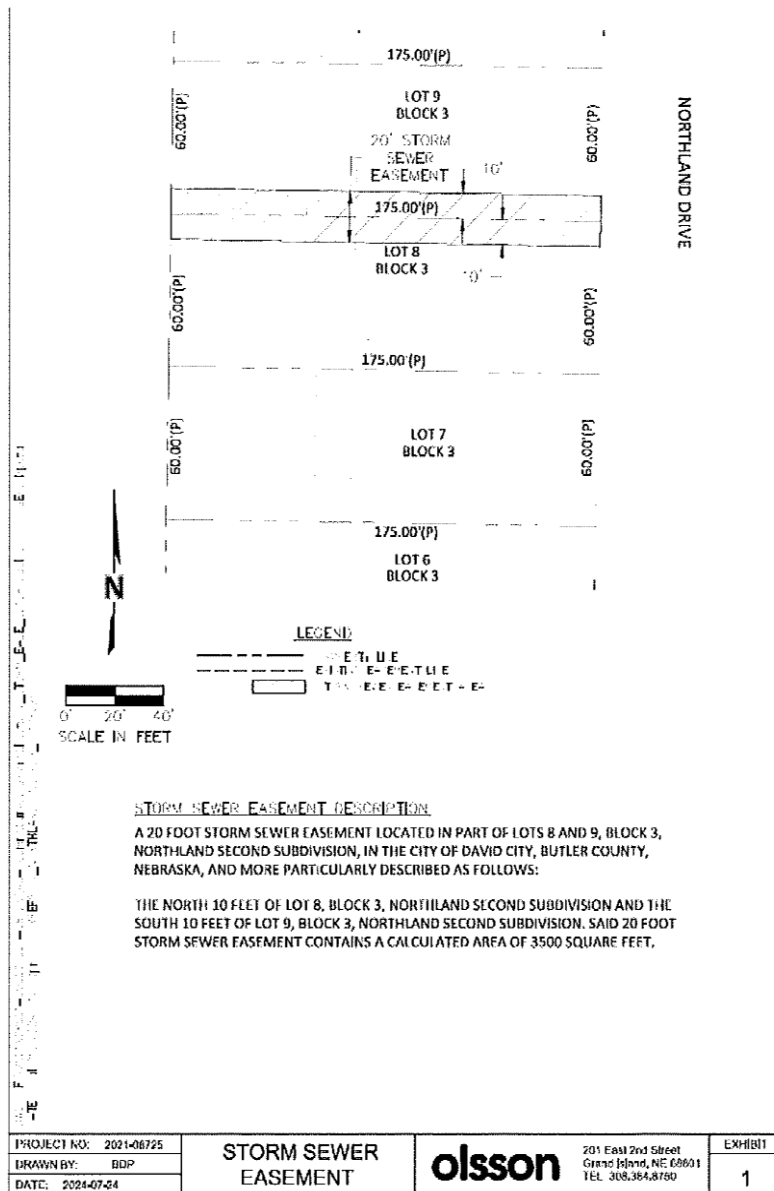 175.00'(P)
LOT 9
BLOCK 3
60.00'(P)
60.00'(P)
NORTHLAND DRIVE
20' STORM
SEWER
EASEMENT
10'
175.00'(P)
LOT 8
BLOCK 3
10'
60.00'(P)
60.00'(P)
175.00'(P)
LOT 7
BLOCK 3
60.00'(P)
60.00'(P)
175.00'(P)
LOT 6
BLOCK 3
N
LEGEND
0' 20' 40'
SCALE IN FEET
STORM SEWER EASEMENT DESCRIPTION
A 20 FOOT STORM SEWER EASEMENT LOCATED IN PART OF LOTS 8 AND 9, BLOCK 3,
NORTHLAND SECOND SUBDIVISION, IN THE CITY OF DAVID CITY, BUTLER COUNTY,
NEBRASKA, AND MORE PARTICULARLY DESCRIBED AS FOLLOWS:
THE NORTH 10 FEET OF LOT 8, BLOCK 3, NORTHLAND SECOND SUBDIVISION AND THE
SOUTH 10 FEET OF LOT 9, BLOCK 3, NORTHLAND SECOND SUBDIVISION. SAID 20 FOOT
STORM SEWER EASEMENT CONTAINS A CALCULATED AREA OF 3500 SQUARE FEET.
PROJECT NO: 2021-06725
DRAWN BY: BDP
DATE: 2024-07-24
STORM SEWER
EASEMENT
olsson
201 East 2nd Street
Grand Island, NE 68801
TEL 308.384.8750
EXHIBIT
1